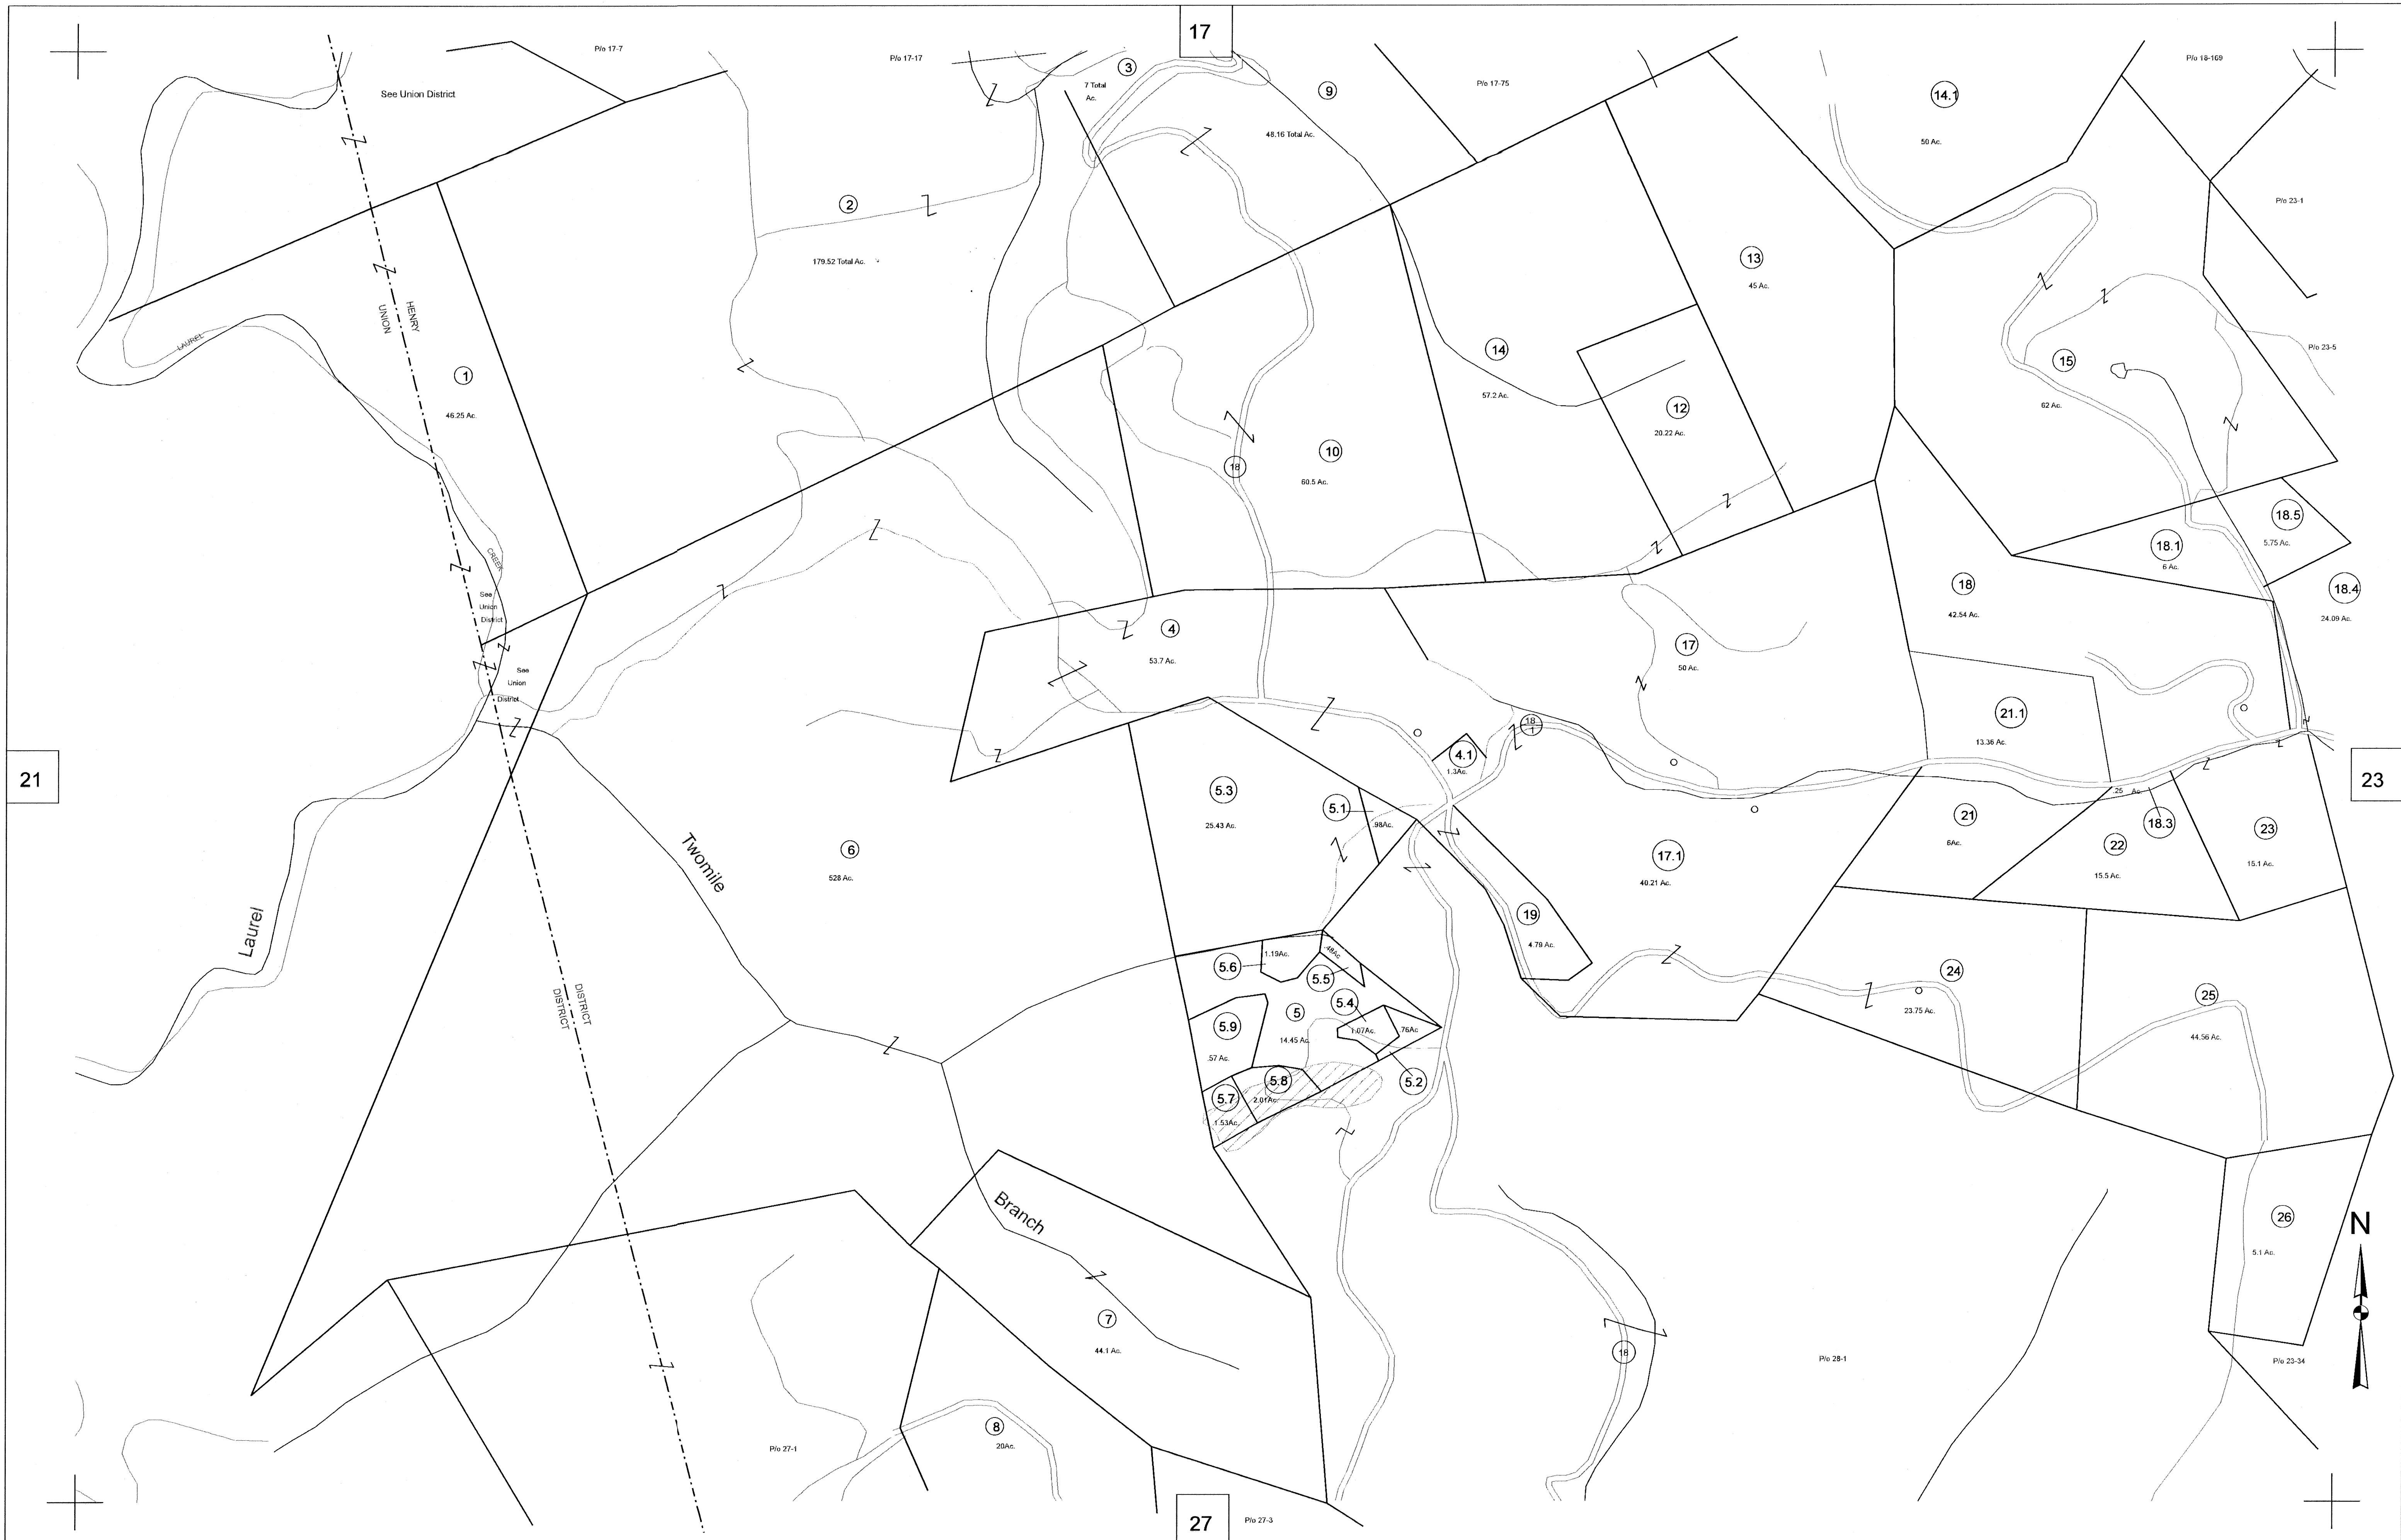 17
P/o 17-7
P/o 17-17
3
7 Total
Ac.
9
48.16 Total Ac.
P/o 17-75
14.1
50 Ac.
P/o 18-169
See Union District
P/o 23-1
2
179.52 Total Ac.
13
45 Ac.
HENRY
UNION
LAUREL
1
46.25 Ac.
14
57.2 Ac.
12
20.22 Ac.
15
62 Ac.
P/o 23-5
18
10
60.5 Ac.
18.5
5.75 Ac.
18.1
6 Ac.
CREEK
See
Union
District
See
Union
District
4
53.7 Ac.
17
50 Ac.
18
42.54 Ac.
18.4
24.09 Ac.
21.1
13.36 Ac.
18
1
4.1
1.3Ac.
21
23
5.3
25.43 Ac.
5.1
.98Ac.
.25 Ac.
18.3
21
6Ac.
22
15.5 Ac.
23
15.1 Ac.
6
528 Ac.
Twomile
17.1
40.21 Ac.
Laurel
19
4.79 Ac.
5.6
1.19Ac.
.48Ac
5.5
24
23.75 Ac.
25
44.56 Ac.
DISTRICT
DISTRICT
5.9
.57 Ac.
5
14.45 Ac.
5.4
1.07Ac.
.76Ac
5.2
5.8
2.01Ac.
5.7
1.53Ac.
Branch
26
5.1 Ac.
N
7
44.1 Ac.
18
P/o 28-1
P/o 23-34
8
20Ac.
P/o 27-1
27
P/o 27-3